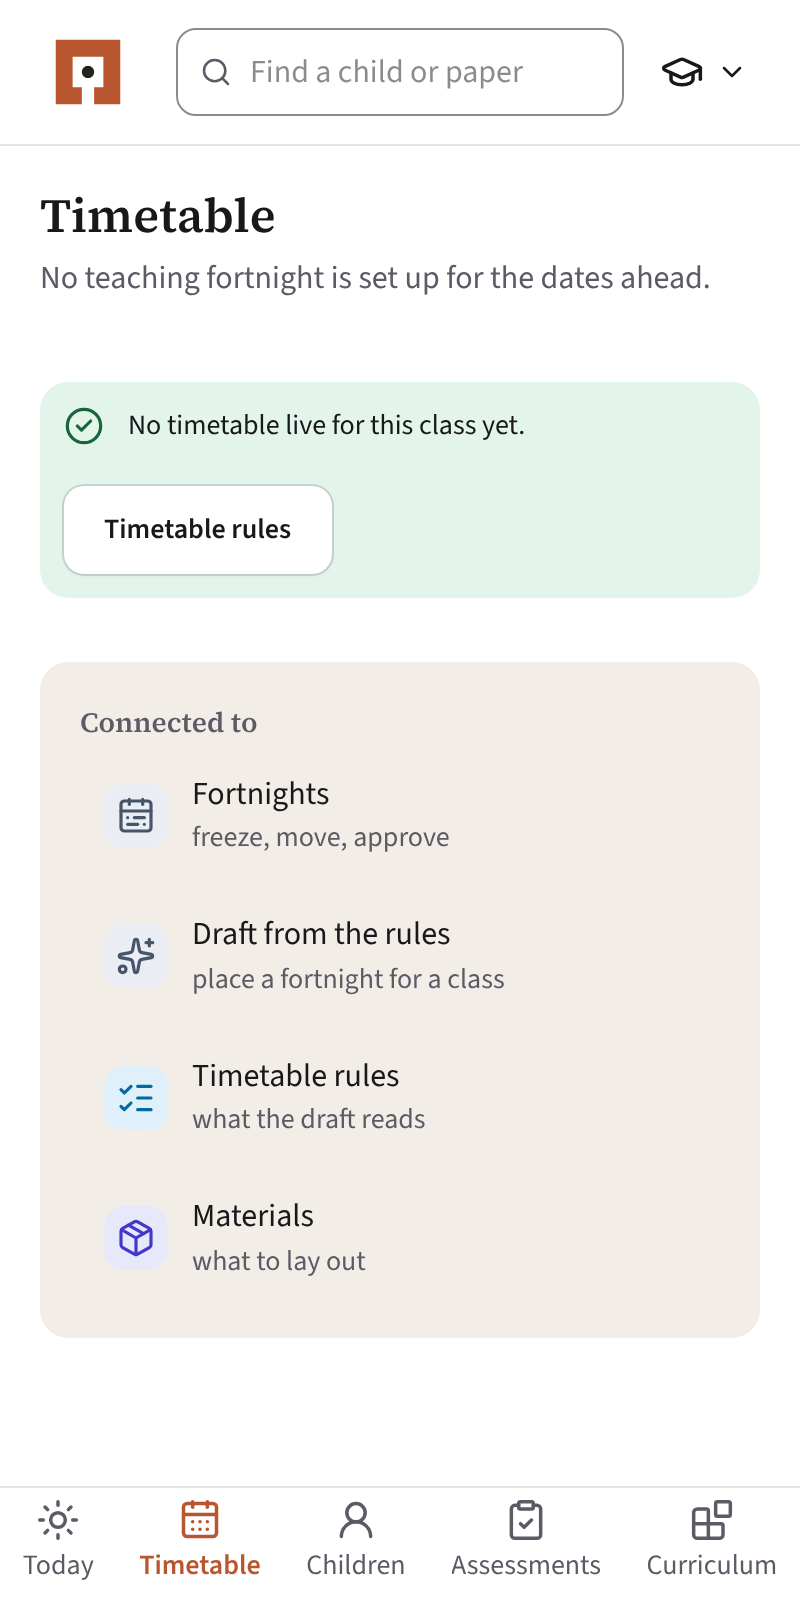 Find a child or paper
Timetable
No teaching fortnight is set up for the dates ahead.
No timetable live for this class yet.
Timetable rules
Connected to
Fortnights
freeze, move, approve
Draft from the rules
place a fortnight for a class
Timetable rules
what the draft reads
Materials
what to lay out
Today
Timetable
Children
Assessments
Curriculum